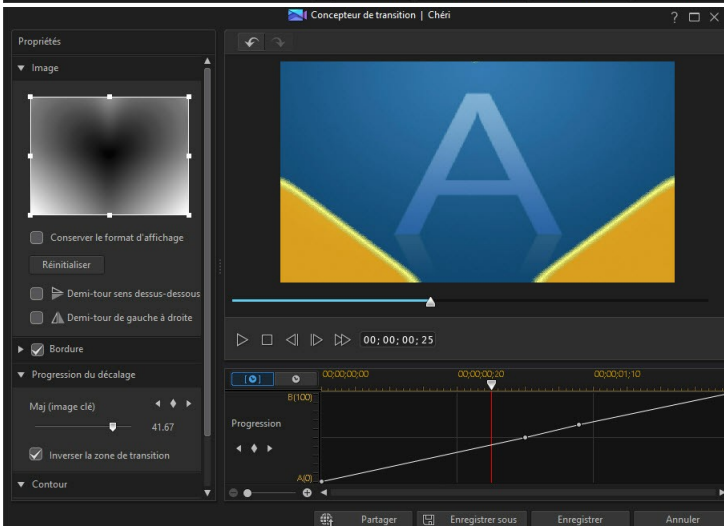 Concepteur de transition | Chéri
?
Propriétés
Image
Conserver le format d'affichage
Réinitialiser
Demi-tour sens dessus-dessous
Demi-tour de gauche à droite
Bordure
Progression du décalage
Maj (image clé)
41.67
Inverser la zone de transition
Contour
A
00; 00; 00; 25
00;00;00;00 00;00;00;20 00;00;01;10
B(100)
Progression
A(0)
Partager Enregistrer sous Enregistrer Annuler